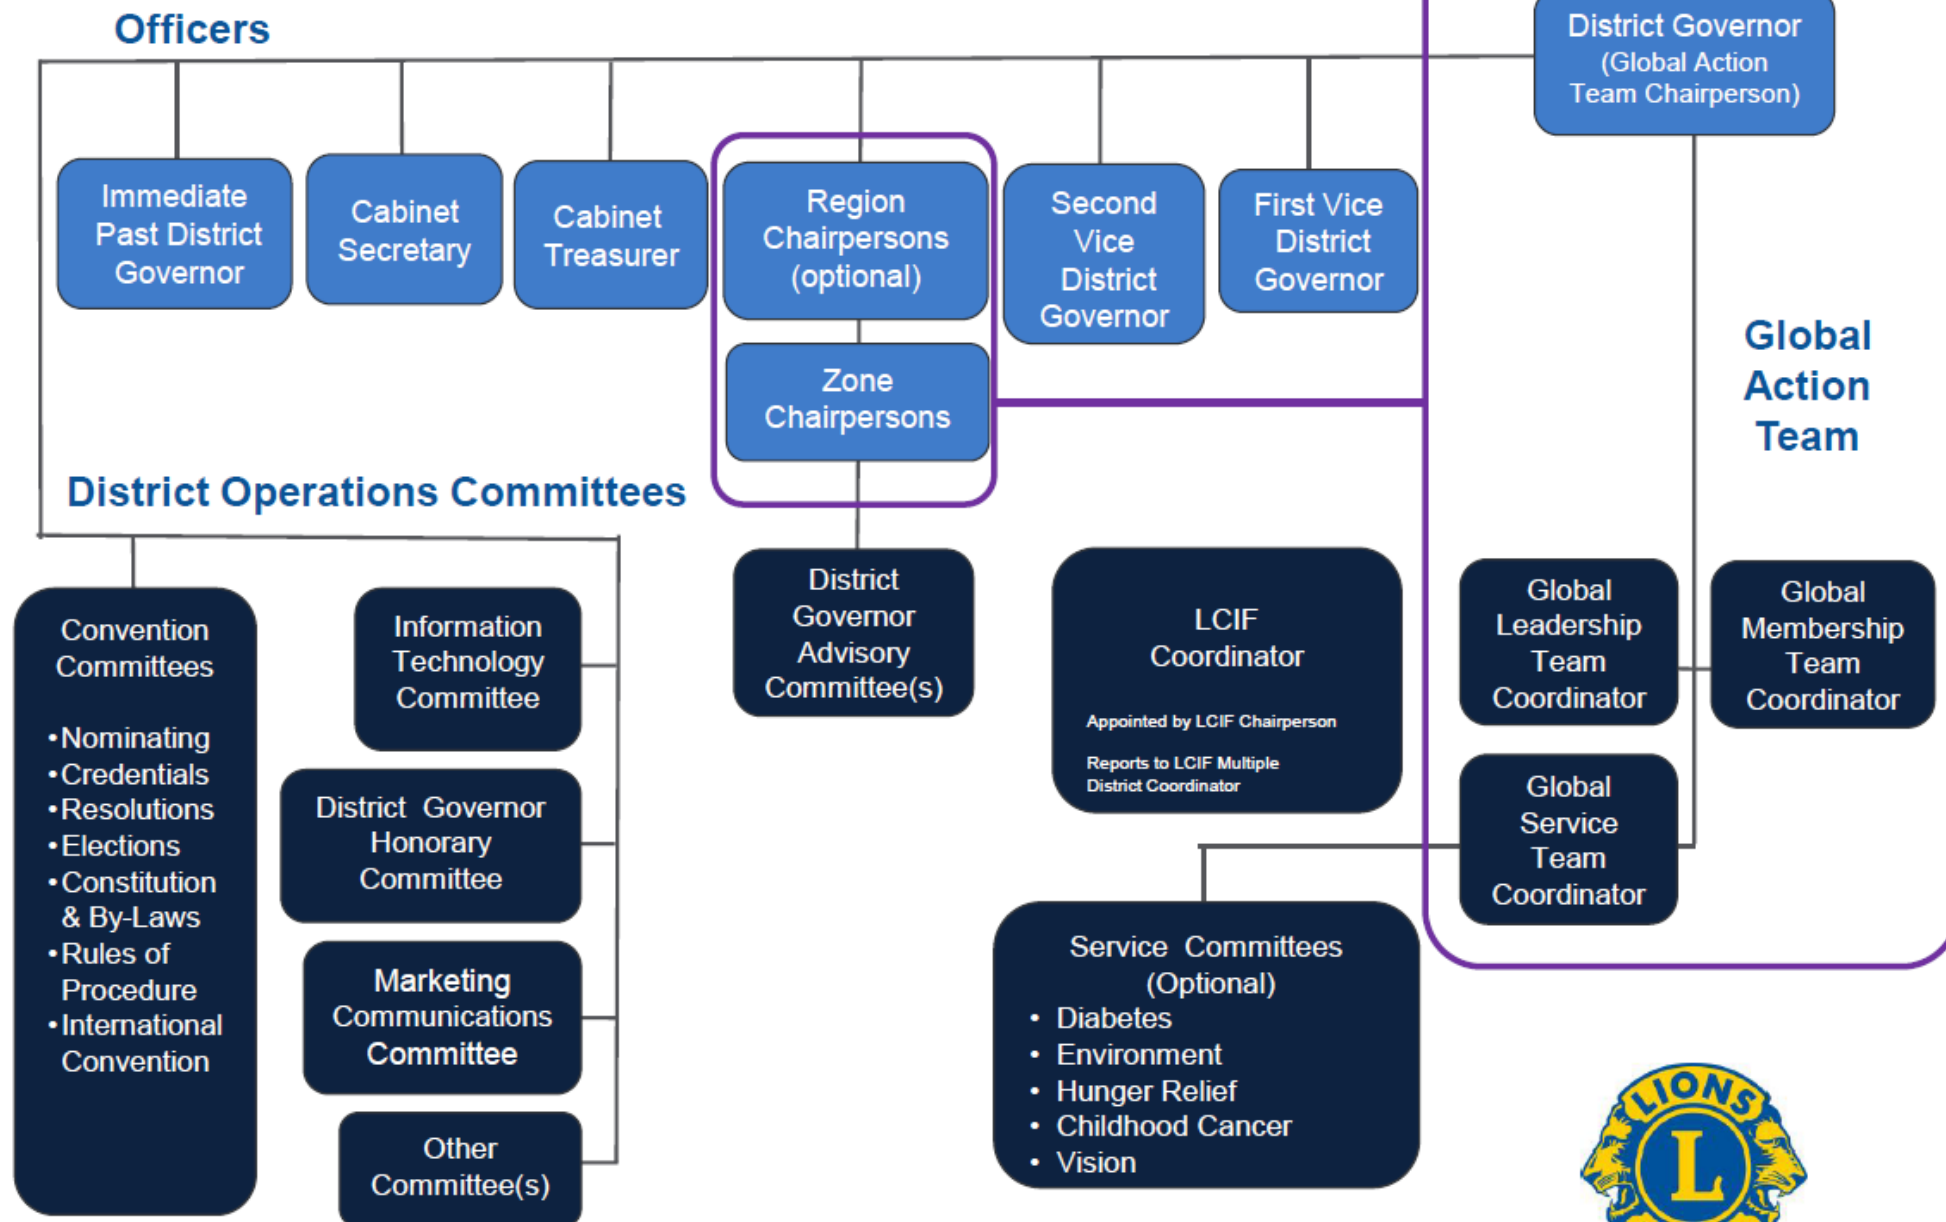 Officers
District Governor
(Global Action
Team Chairperson)
Immediate
Past District
Governor
Cabinet
Secretary
Cabinet
Treasurer
Region
Chairpersons
(optional)
Second
Vice
District
Governor
First Vice
District
Governor
Zone
Chairpersons
Global
Action
Team
District Operations Committees
Convention
Committees
•Nominating
•Credentials
•Resolutions
•Elections
•Constitution
& By-Laws
•Rules of
Procedure
•International
Convention
Information
Technology
Committee
District Governor
Honorary
Committee
Marketing
Communications
Committee
Other
Committee(s)
District
Governor
Advisory
Committee(s)
LCIF
Coordinator
Appointed by LCIF Chairperson
Reports to LCIF Multiple
District Coordinator
Global
Leadership
Team
Coordinator
Global
Membership
Team
Coordinator
Global
Service
Team
Coordinator
Service Committees
(Optional)
• Diabetes
• Environment
• Hunger Relief
• Childhood Cancer
• Vision
LIONS
L